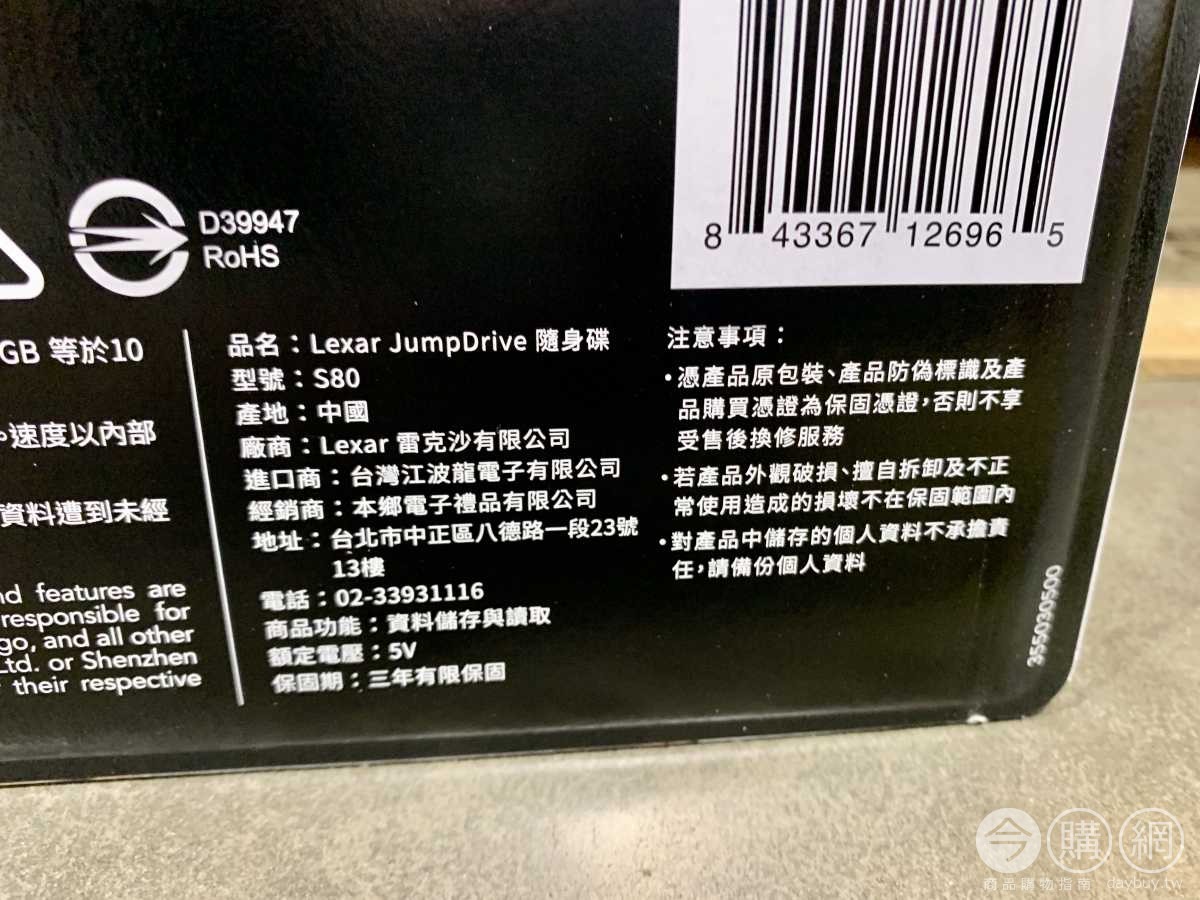 8 43367 12696 5
D39947
RoHS
GB 等於10
。速度以內部
資料遭到未經
nd features are
responsible for
go, and all other
Ltd. or Shenzhen
their respective
品名：Lexar JumpDrive 隨身碟
型號：S80
產地：中國
廠商：Lexar 雷克沙有限公司
進口商：台灣江波龍電子有限公司
經銷商：本鄉電子禮品有限公司
地址：台北市中正區八德路一段23號
13樓
電話：02-33931116
商品功能：資料儲存與讀取
額定電壓：5V
保固期：三年有限保固
注意事項：
•憑產品原包裝、產品防偽標識及產
品購買憑證為保固憑證，否則不享
受售後換修服務
•若產品外觀破損、擅自拆卸及不正
常使用造成的損壞不在保固範圍內
•對產品中儲存的個人資料不承擔責
任，請備份個人資料
355030500
今購網
商品購物指南 daybuy.tw